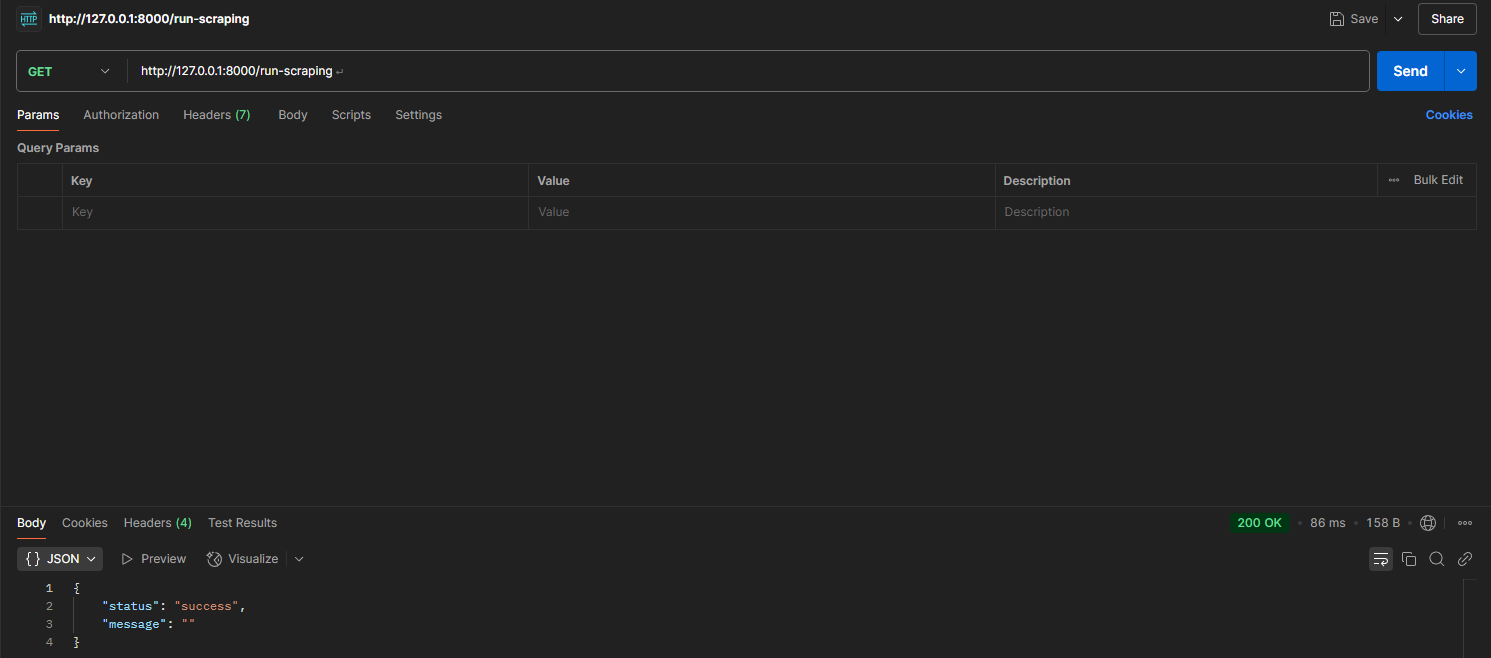 HTTP http://127.0.0.1:8000/run-scraping Save Share
GET http://127.0.0.1:8000/run-scraping Send
Params Authorization Headers (7) Body Scripts Settings Cookies
Query Params
Key Value Description Bulk Edit
Key Value Description
Body Cookies Headers (4) Test Results 200 OK • 86 ms • 158 B
{} JSON Preview Visualize
1 {
2 "status": "success",
3 "message": ""
4 }